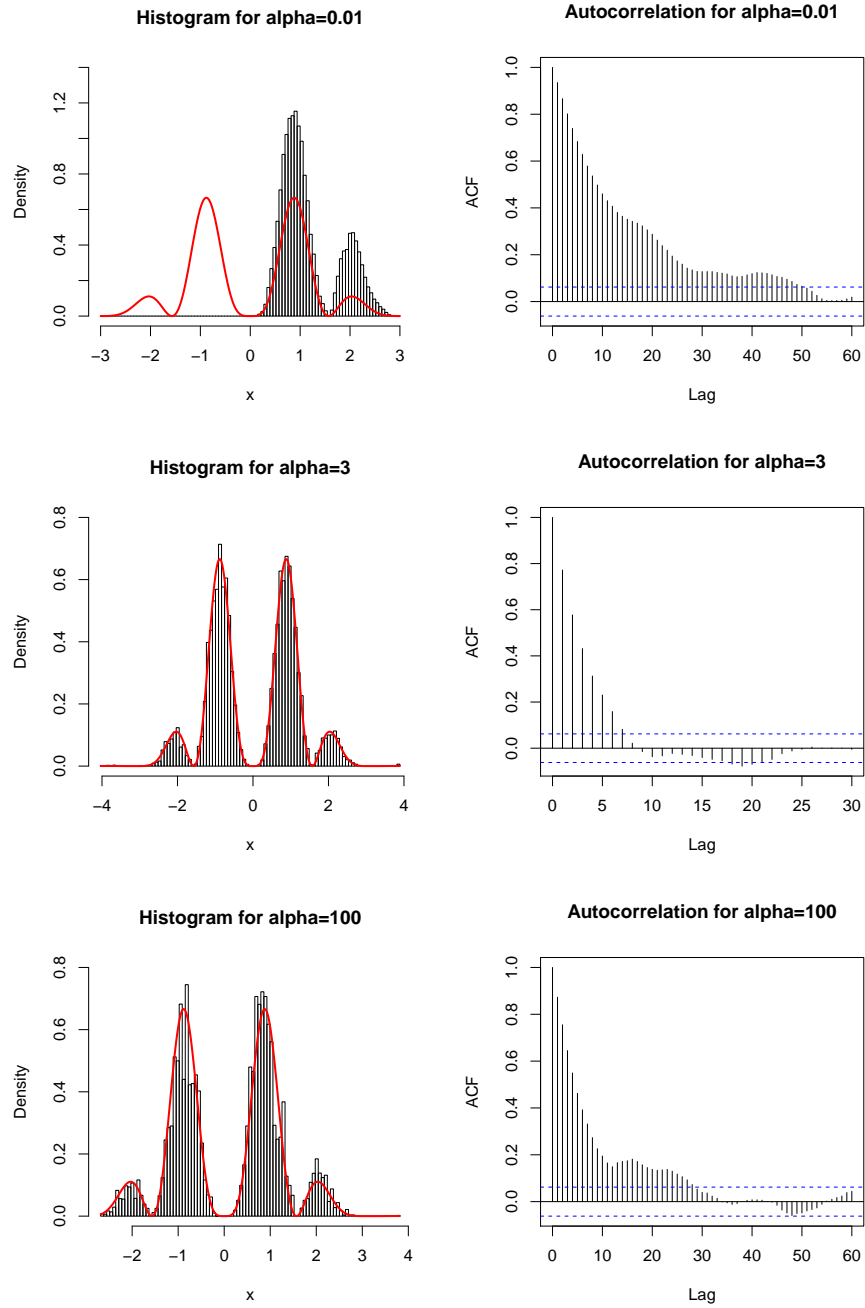 Histogram for alpha=0.01
Density
0.0 0.4 0.8 1.2
−3 −2 −1 0 1 2 3
x
Autocorrelation for alpha=0.01
ACF
0.0 0.2 0.4 0.6 0.8 1.0
0 10 20 30 40 50 60
Lag
Histogram for alpha=3
Density
0.0 0.2 0.4 0.6 0.8
−4 −2 0 2 4
x
Autocorrelation for alpha=3
ACF
0.0 0.2 0.4 0.6 0.8 1.0
0 5 10 15 20 25 30
Lag
Histogram for alpha=100
Density
0.0 0.2 0.4 0.6 0.8
−2 −1 0 1 2 3 4
x
Autocorrelation for alpha=100
ACF
0.0 0.2 0.4 0.6 0.8 1.0
0 10 20 30 40 50 60
Lag